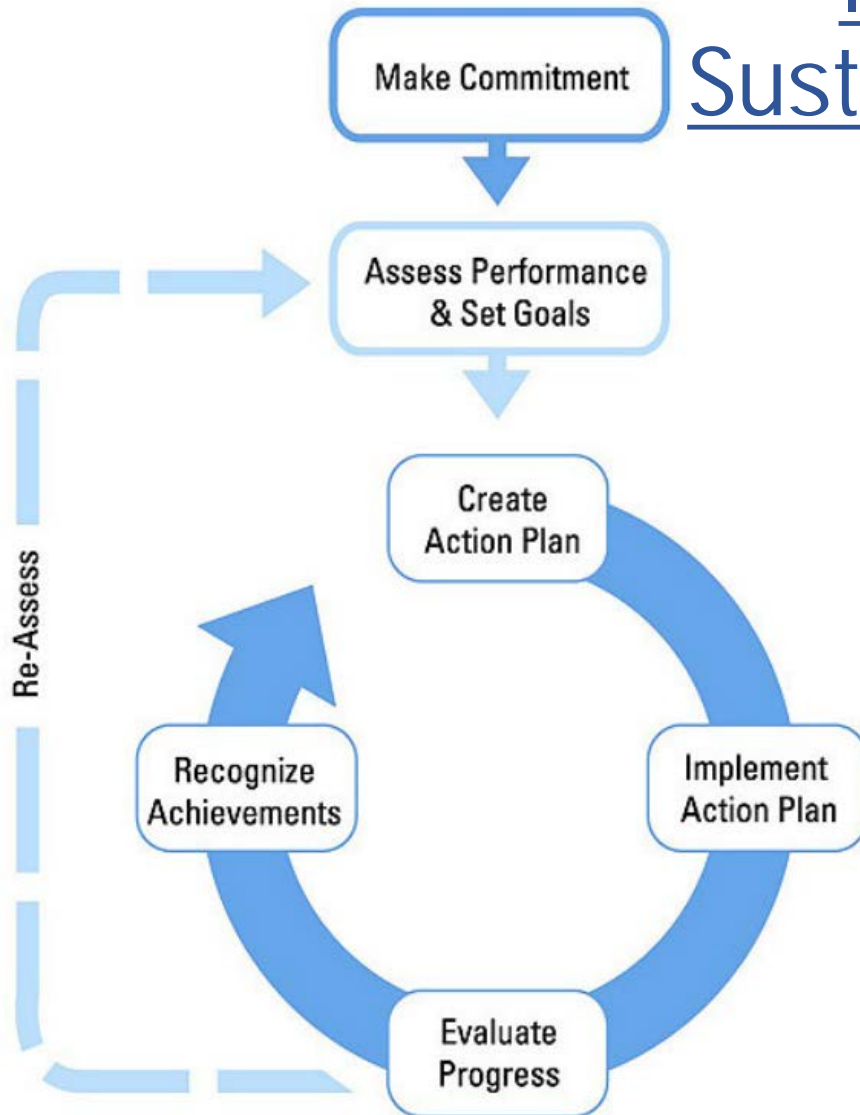 Sust
Make Commitment
Assess Performance
& Set Goals
Create
Action Plan
Implement
Action Plan
Evaluate
Progress
Recognize
Achievements
Re-Assess